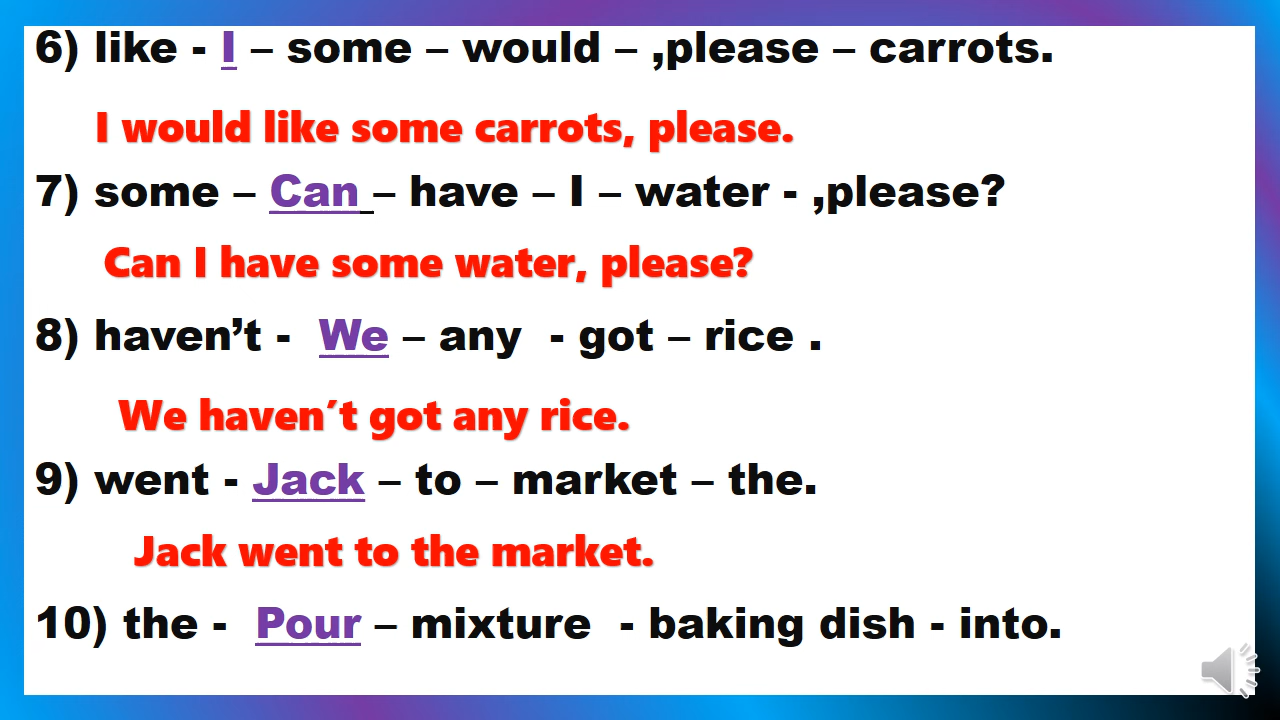 6) like - I – some – would – ,please – carrots.
I would like some carrots, please.
7) some – Can – have – I – water - ,please?
Can I have some water, please?
8) haven’t - We – any - got – rice .
We haven´t got any rice.
9) went - Jack – to – market – the.
Jack went to the market.
10) the - Pour – mixture - baking dish - into.